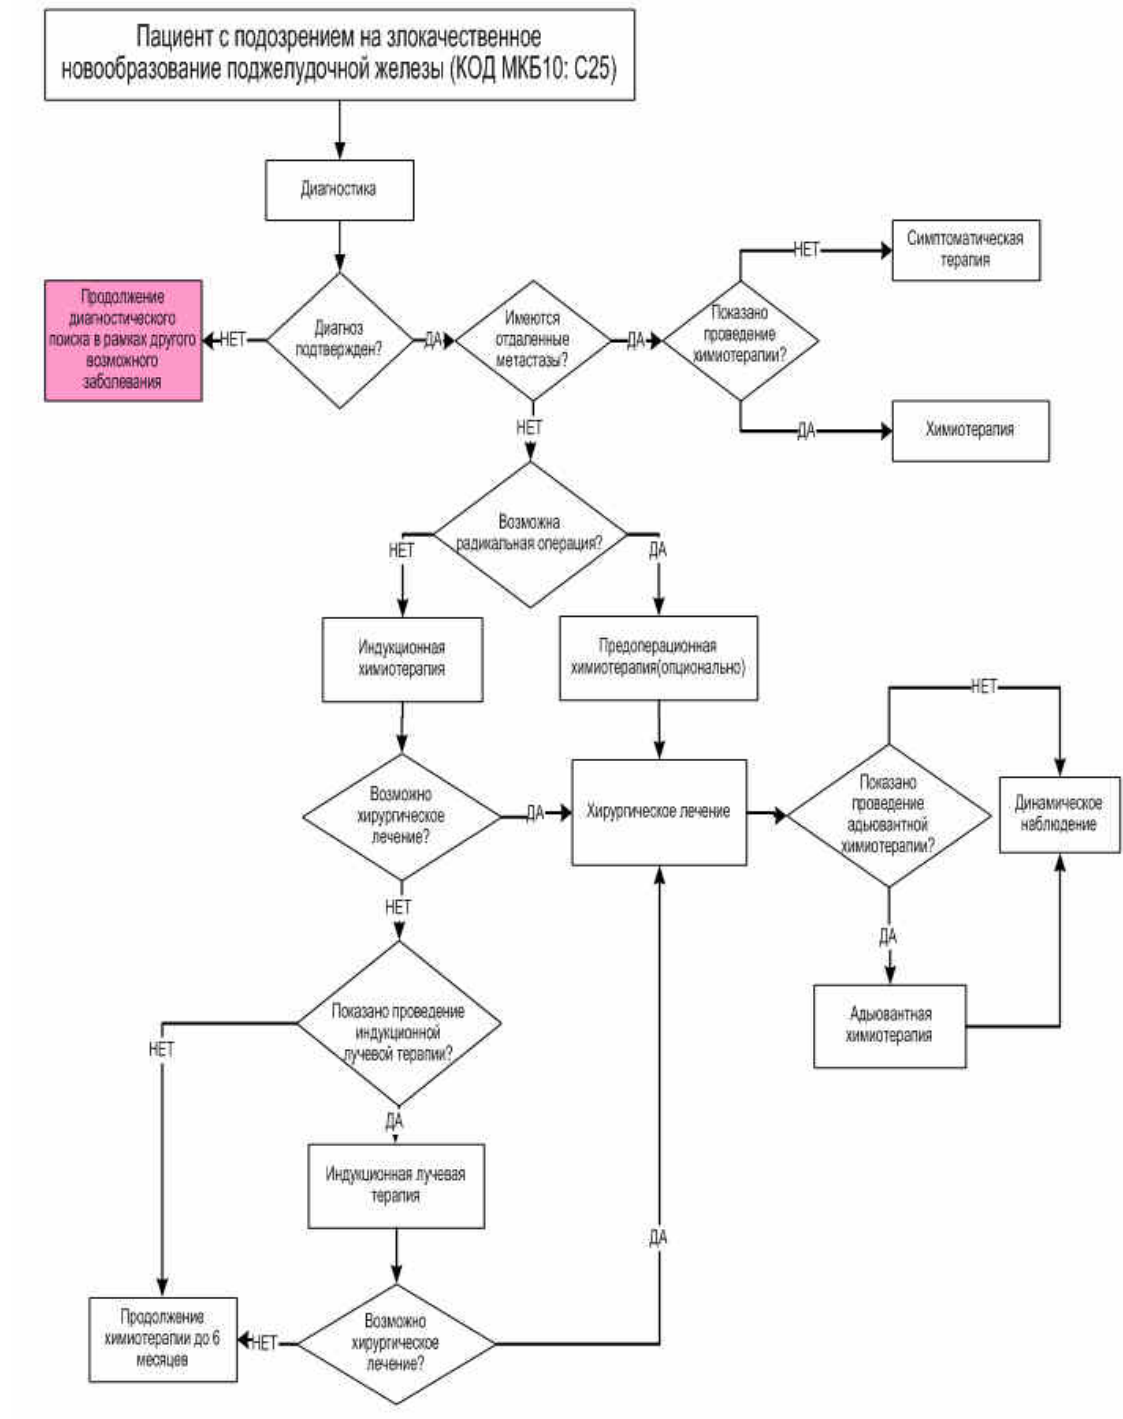 Пациент с подозрением на злокачественное
новообразование поджелудочной железы (КОД МКБ10: С25)
Диагностика
Диагноз
подтвержден?
НЕТ
Продолжение
диагностического
поиска в рамках другого
возможного
заболевания
ДА
Имеются
отдаленные
метастазы?
ДА
Показано
проведение
химиотерапии?
НЕТ
Симптоматическая
терапия
ДА
Химиотерапия
НЕТ
Возможна
радикальная операция?
НЕТ
ДА
Индукционная
химиотерапия
Предоперационная
химиотерапия(опционально)
Возможно
хирургическое
лечение?
ДА
Хирургическое лечение
Показано
проведение
адьювантной
химиотерапии?
НЕТ
Динамическое
наблюдение
ДА
Адьювантная
химиотерапия
НЕТ
Показано проведение
индукционной
лучевой терапии?
НЕТ
ДА
Индукционная лучевая
терапия
ДА
Возможно
хирургическое
лечение?
НЕТ
Продолжение
химиотерапии до 6
месяцев